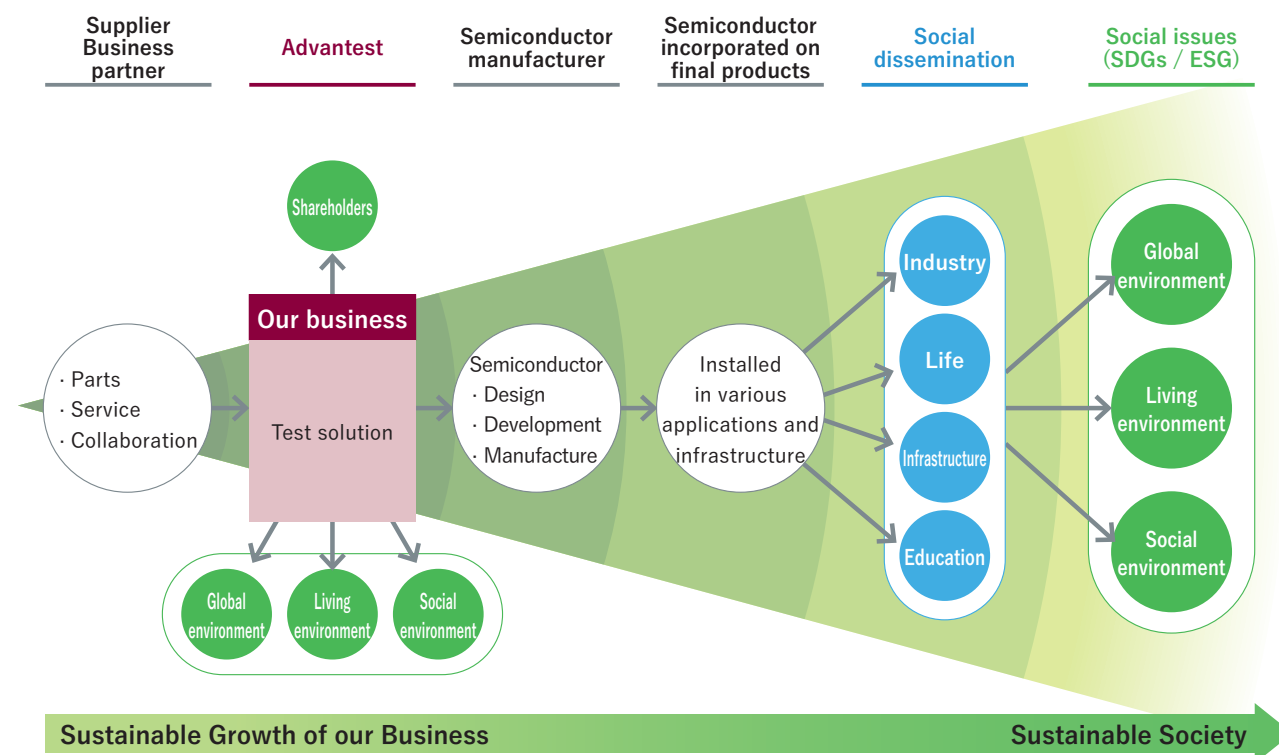 Supplier
Business
partner
Advantest
Semiconductor
manufacturer
Semiconductor
incorporated on
final products
Social
dissemination
Social issues
(SDGs / ESG)
Shareholders
Our business
Test solution
· Parts
· Service
· Collaboration
Semiconductor
· Design
· Development
· Manufacture
Installed
in various
applications and
infrastructure
Industry
Life
Infrastructure
Education
Global
environment
Living
environment
Social
environment
Global
environment
Living
environment
Social
environment
Sustainable Growth of our Business
Sustainable Society